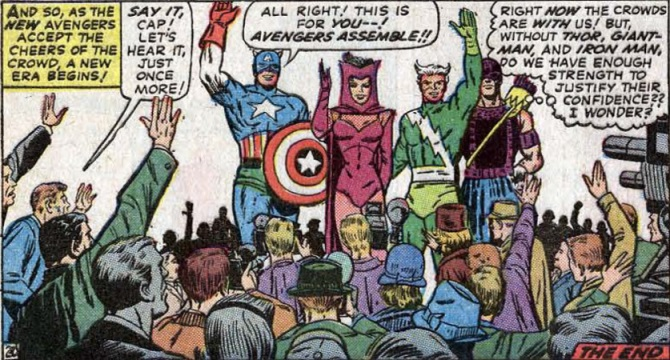 AND SO, AS THE
NEW AVENGERS
ACCEPT THE
CHEERS OF THE
CROWD, A NEW
ERA BEGINS!
SAY IT,
CAP!
LET'S
HEAR IT,
JUST
ONCE
MORE!
ALL RIGHT! THIS IS
FOR YOU--!
AVENGERS ASSEMBLE!!
RIGHT NOW THE CROWDS
ARE WITH US! BUT,
WITHOUT THOR, GIANT-
MAN, AND IRON MAN,
DO WE HAVE ENOUGH
STRENGTH TO
JUSTIFY THEIR
CONFIDENCE??
I WONDER?
THE END